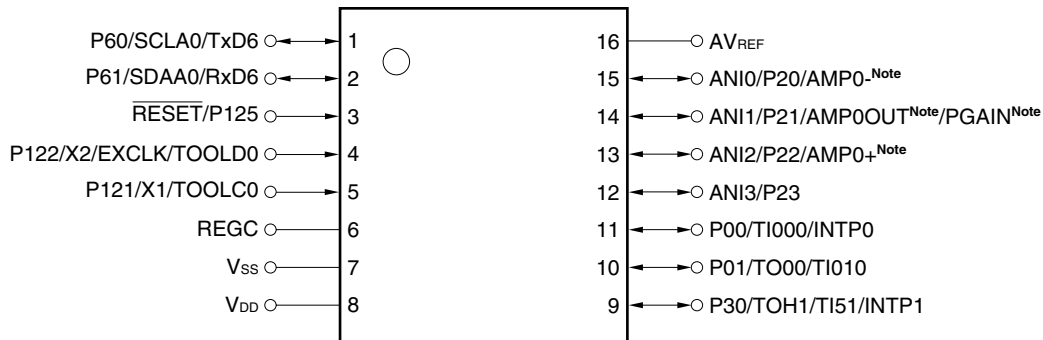 P60/SCLA0/TxD6 1 16 AVREF
P61/SDAA0/RxD6 2 15 ANI0/P20/AMP0-Note
RESET/P125 3 14 ANI1/P21/AMP0OUTNote/PGAINNote
P122/X2/EXCLK/TOOLD0 4 13 ANI2/P22/AMP0+Note
P121/X1/TOOLC0 5 12 ANI3/P23
REGC 6 11 P00/TI000/INTP0
VSS 7 10 P01/TO00/TI010
VDD 8 9 P30/TOH1/TI51/INTP1